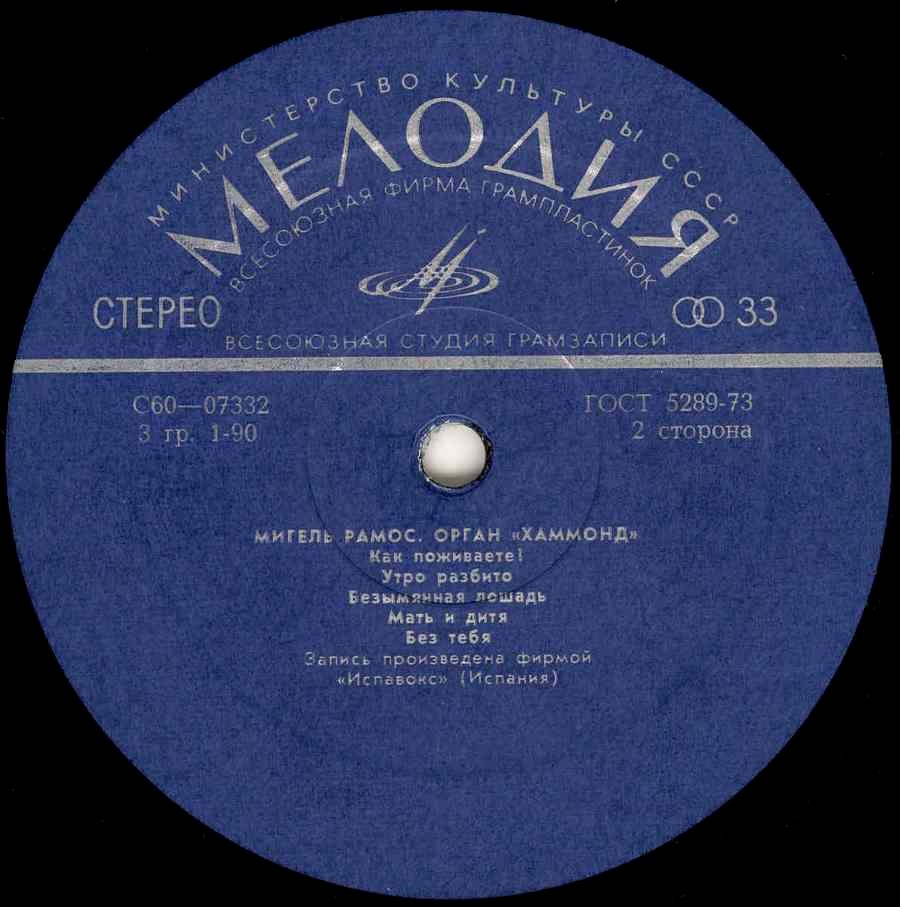 МИНИСТЕРСТВО КУЛЬТУРЫ СССР
МЕЛОДИЯ
ВСЕСОЮЗНАЯ ФИРМА ГРАМПЛАСТИНОК
СТЕРЕО
33
ВСЕСОЮЗНАЯ СТУДИЯ ГРАМЗАПИСИ
С60—07332
ГОСТ 5289-73
3 гр. 1-90
2 сторона
МИГЕЛЬ РАМОС. ОРГАН «ХАММОНД»
Как поживаете?
Утро разбито
Безымянная лошадь
Мать и дитя
Без тебя
Запись произведена фирмой
«Испавокс» (Испания)